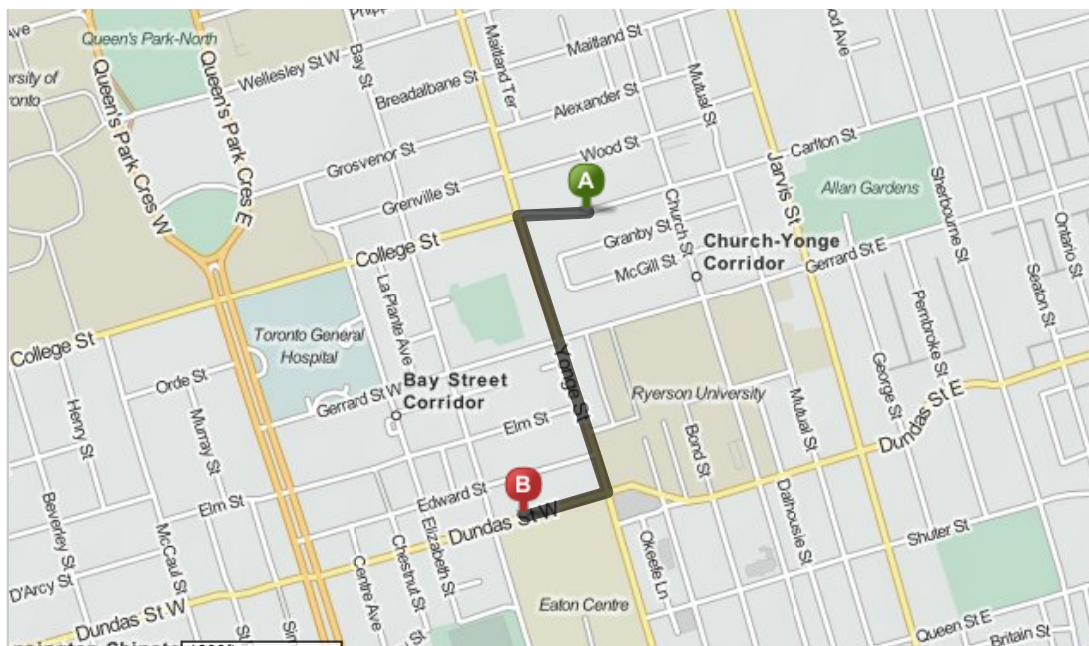 Queen's Park-North
Wellesley St W
Queen's Park Cres W
Queen's Park Cres E
Bay St
Breadalbane St
Maitland Ter
Maitland St
Alexander St
Mutual St
Wood St
Grosvenor St
Grenville St
Carlton St
Jarvis St
Allan Gardens
Sherbourne St
Ontario St
A
Church St
Granby St
McGill St
Church-Yonge
Corridor
Gerrard St E
College St
College St
La Plante Ave
Toronto General
Hospital
Orde St
Gerrard St W
Bay Street
Corridor
Yonge St
Ryerson University
Pembroke St
Seaton St
George St
Henry St
Murray St
Elm St
Bond St
Mutual St
Dundas St E
B
Edward St
Elm St
Dundas St W
Beverley St
McCaul St
Centre Ave
Chestnut St
Elizabeth St
Dalhousie St
Okeefe Ln
Shuter St
D'Arcy St
Dundas St W
Eaton Centre
Queen St E
Britain St